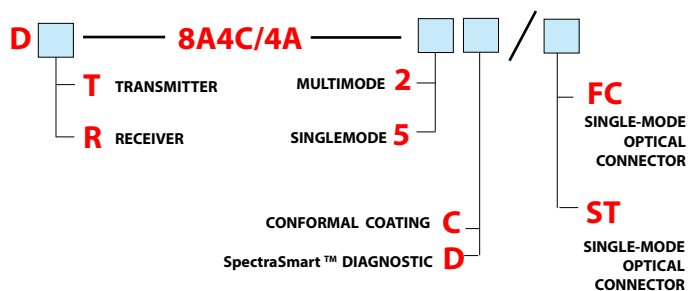 D 8A4C/4A /
T TRANSMITTER
R RECEIVER
MULTIMODE 2
SINGLEMODE 5
CONFORMAL COATING C
SpectraSmart ™ DIAGNOSTIC D
FC
SINGLE-MODE
OPTICAL
CONNECTOR
ST
SINGLE-MODE
OPTICAL
CONNECTOR